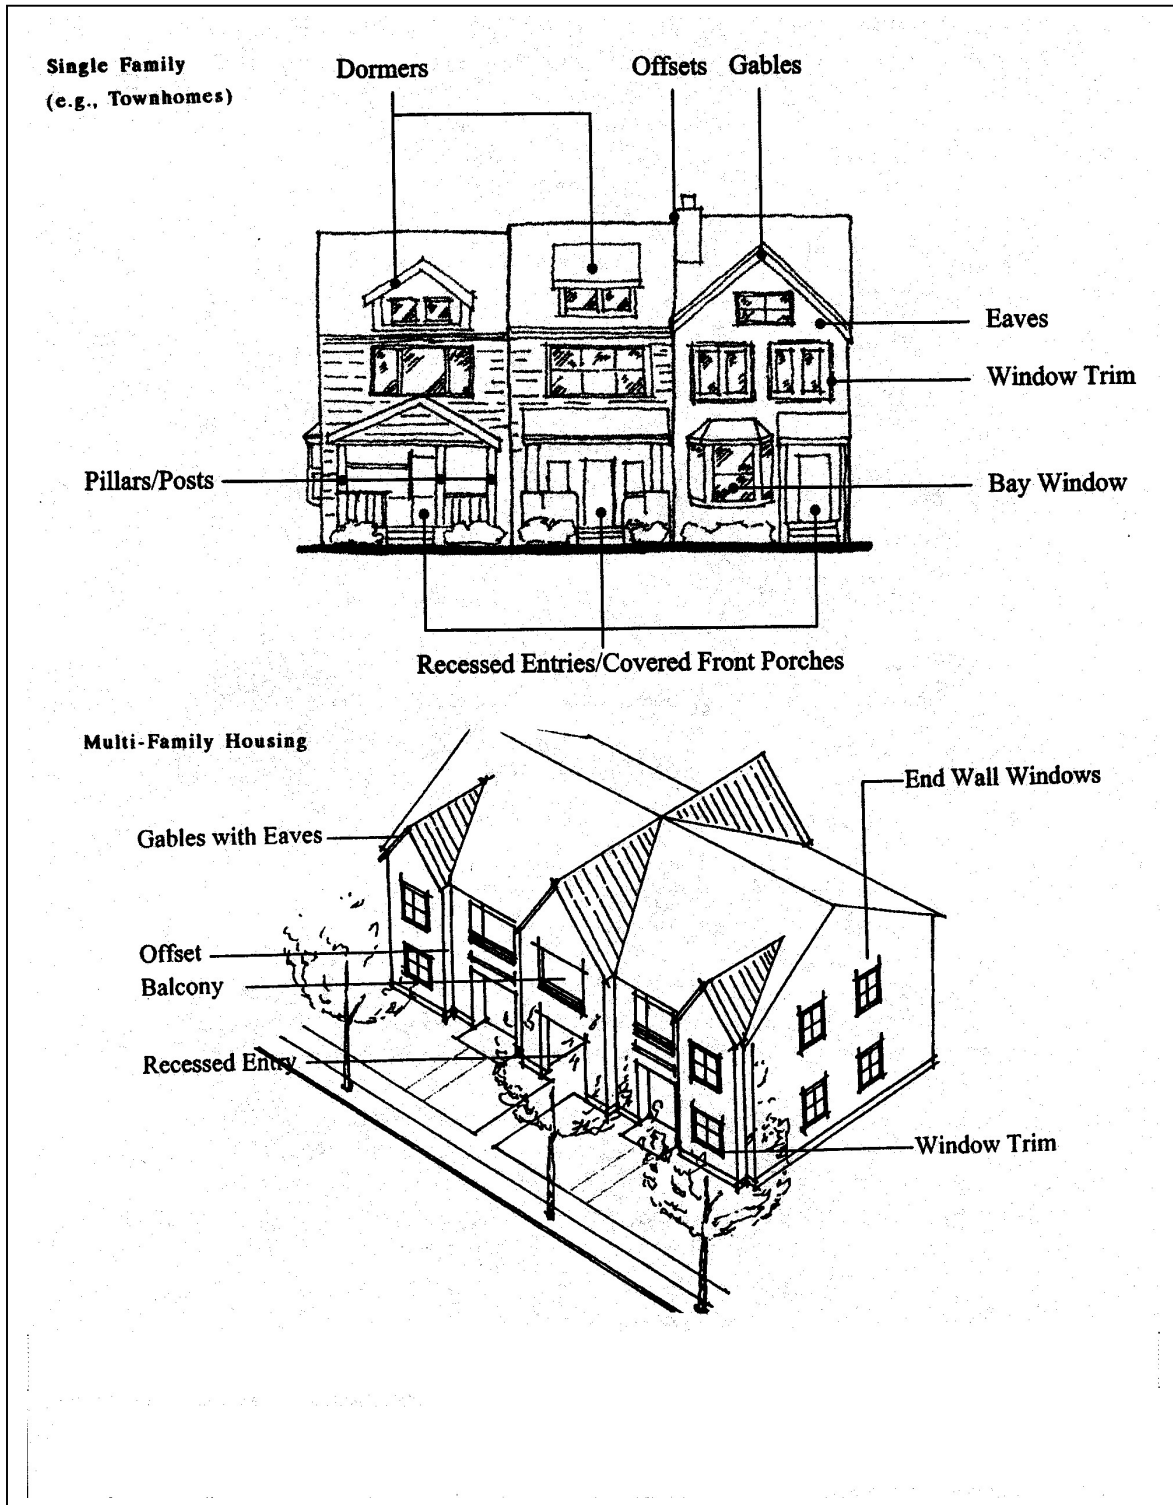 Single Family
(e.g., Townhomes)
Dormers
Offsets
Gables
Eaves
Window Trim
Pillars/Posts
Bay Window
Recessed Entries/Covered Front Porches
Multi-Family Housing
End Wall Windows
Gables with Eaves
Offset
Balcony
Recessed Entry
Window Trim